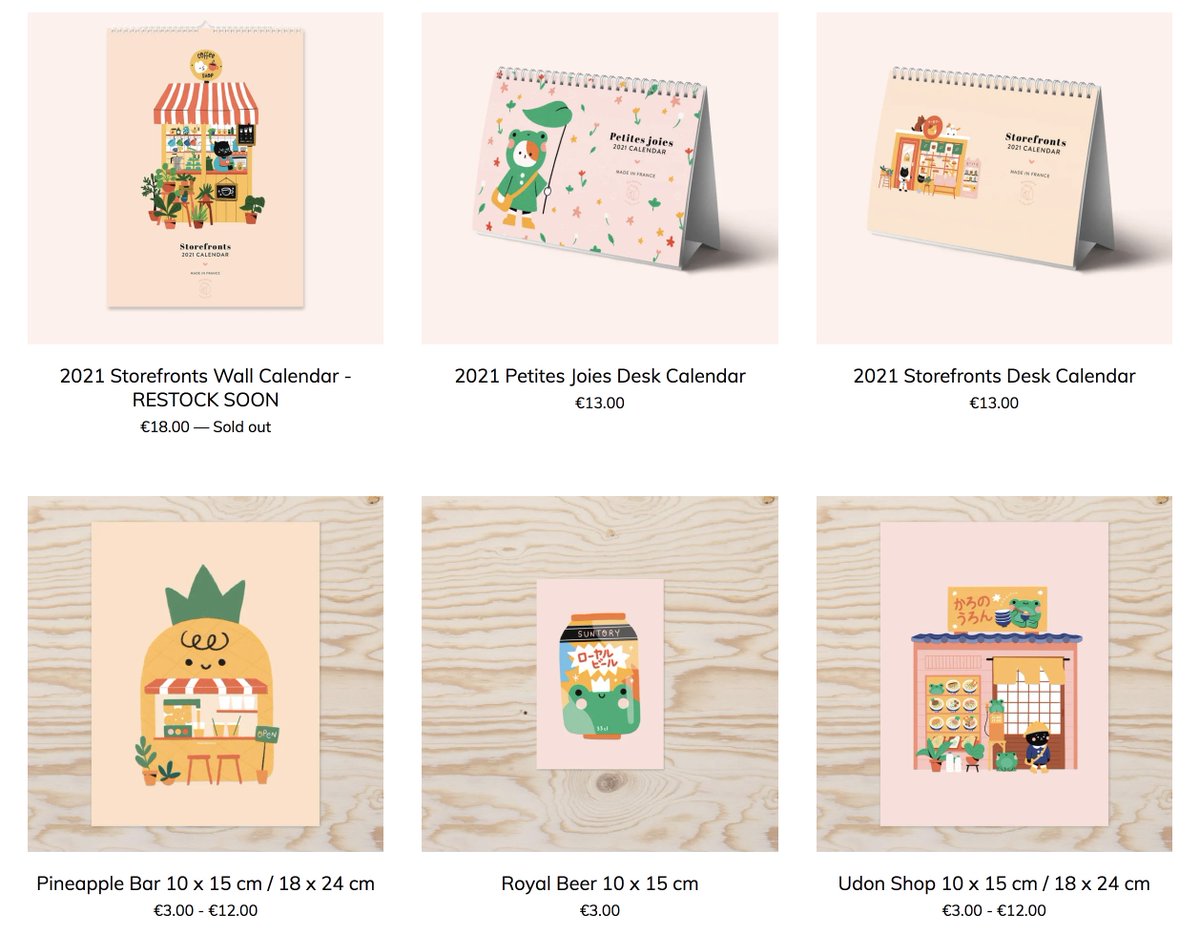 Coffee
SHOP
Storefronts
2021 CALENDAR
MADE IN FRANCE
Petites joies
2021 CALENDAR
MADE IN FRANCE
Storefronts
2021 CALENDAR
MADE IN FRANCE
2021 Storefronts Wall Calendar -
RESTOCK SOON
€18.00 — Sold out
2021 Petites Joies Desk Calendar
€13.00
2021 Storefronts Desk Calendar
€13.00
OPEN
SUNTORY
ローヤル
ビール
33cl
かろの
うろん
Pineapple Bar 10 x 15 cm / 18 x 24 cm
€3.00 - €12.00
Royal Beer 10 x 15 cm
€3.00
Udon Shop 10 x 15 cm / 18 x 24 cm
€3.00 - €12.00